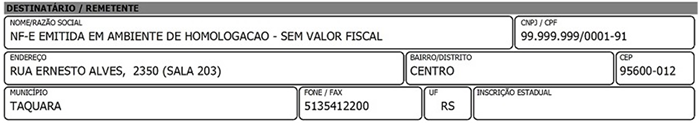 DESTINATÁRIO / REMETENTE
NOME/RAZÃO SOCIAL CNPJ / CPF
NF-E EMITIDA EM AMBIENTE DE HOMOLOGACAO - SEM VALOR FISCAL 99.999.999/0001-91
ENDEREÇO BAIRRO/DISTRITO CEP
RUA ERNESTO ALVES, 2350 (SALA 203) CENTRO 95600-012
MUNICÍPIO FONE / FAX UF INSCRIÇÃO ESTADUAL
TAQUARA 5135412200 RS